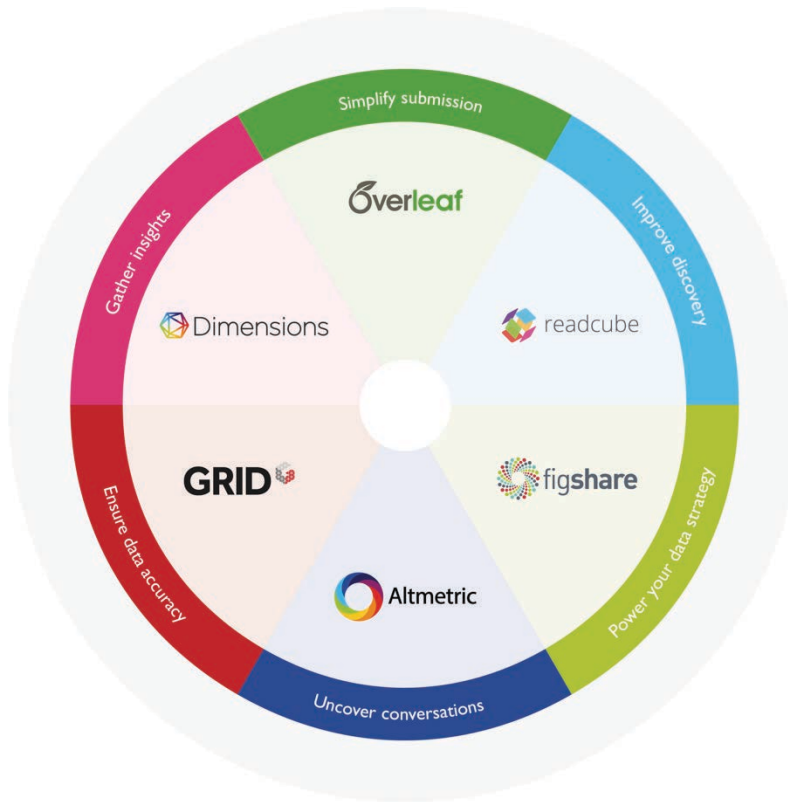 Simplify submission
Overleaf
Improve discovery
readcube
Power your data strategy
figshare
Uncover conversations
Altmetric
Ensure data accuracy
GRID
Gather insights
Dimensions